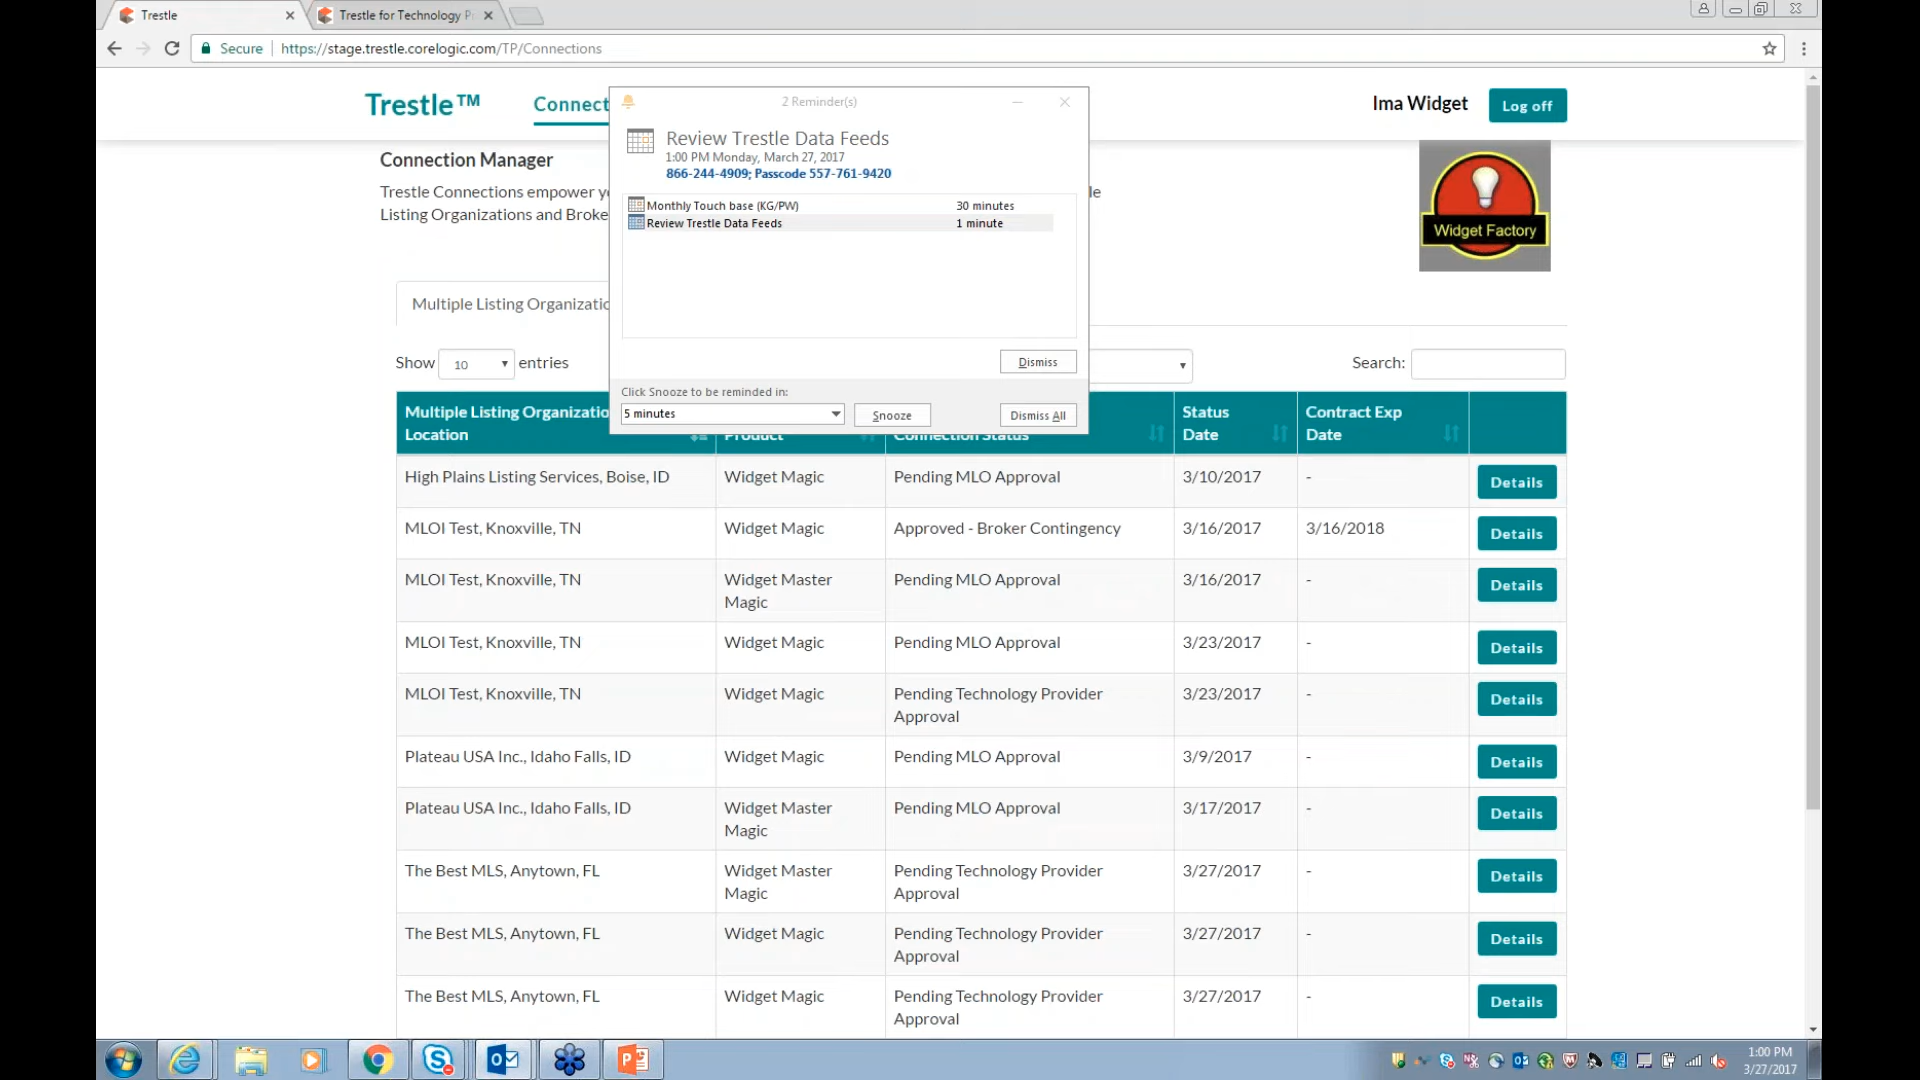 Trestle
Trestle for Technology P
Secure
https://stage.trestle.corelogic.com/TP/Connections
Trestle™
Connect
Ima Widget
Log off
2 Reminder(s)
Review Trestle Data Feeds
1:00 PM Monday, March 27, 2017
866-244-4909; Passcode 557-761-9420
Monthly Touch base (KG/PW) 30 minutes
Review Trestle Data Feeds 1 minute
Dismiss
Click Snooze to be reminded in:
5 minutes
Snooze
Dismiss All
Connection Manager
Trestle Connections empower y
Listing Organizations and Broke
Widget Factory
Multiple Listing Organizatio
Show 10 entries
Search:
Multiple Listing Organizatio
Location
Product
Connection Status
Status
Date
Contract Exp
Date
High Plains Listing Services, Boise, ID Widget Magic Pending MLO Approval 3/10/2017 - Details
MLOI Test, Knoxville, TN Widget Magic Approved - Broker Contingency 3/16/2017 3/16/2018 Details
MLOI Test, Knoxville, TN Widget Master Pending MLO Approval 3/16/2017 - Details
Magic
MLOI Test, Knoxville, TN Widget Magic Pending MLO Approval 3/23/2017 - Details
MLOI Test, Knoxville, TN Widget Magic Pending Technology Provider 3/23/2017 - Details
Approval
Plateau USA Inc., Idaho Falls, ID Widget Magic Pending MLO Approval 3/9/2017 - Details
Plateau USA Inc., Idaho Falls, ID Widget Master Pending MLO Approval 3/17/2017 - Details
Magic
The Best MLS, Anytown, FL Widget Master Pending Technology Provider 3/27/2017 - Details
Magic Approval
The Best MLS, Anytown, FL Widget Magic Pending Technology Provider 3/27/2017 - Details
Approval
The Best MLS, Anytown, FL Widget Magic Pending Technology Provider 3/27/2017 - Details
Approval
1:00 PM
3/27/2017